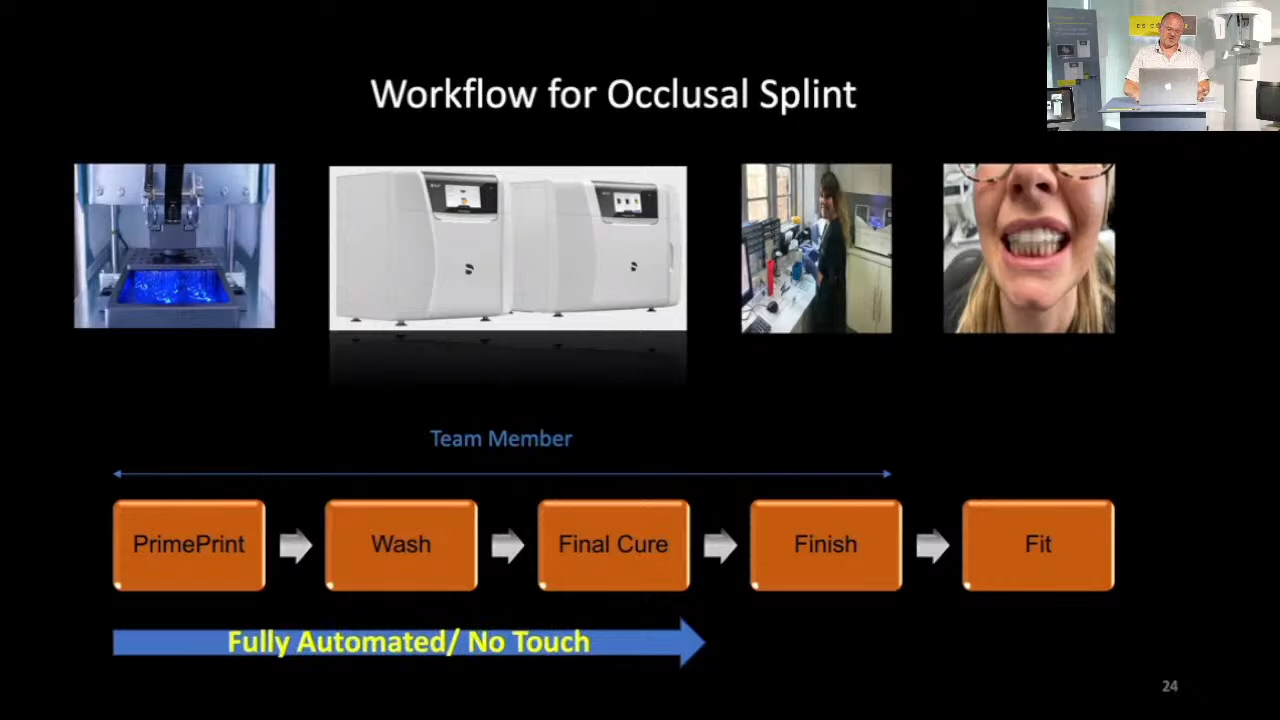 Workflow for Occlusal Splint
Team Member
PrimePrint
Wash
Final Cure
Finish
Fit
Fully Automated/ No Touch
24